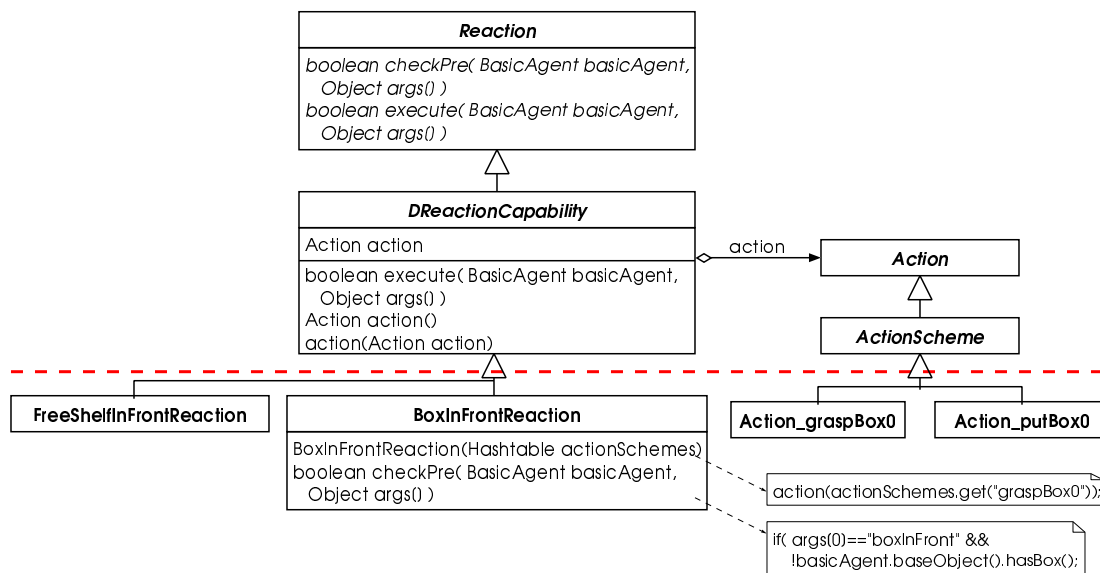 Reaction
boolean checkPre( BasicAgent basicAgent,
Object args[] )
boolean execute( BasicAgent basicAgent,
Object args[] )
DReactionCapability
Action action
boolean execute( BasicAgent basicAgent,
Object args[] )
Action action()
action(Action action)
action
Action
ActionScheme
FreeShelfInFrontReaction
BoxInFrontReaction
BoxInFrontReaction(Hashtable actionSchemes)
boolean checkPre( BasicAgent basicAgent,
Object args[] )
Action_graspBox0
Action_putBox0
action(actionSchemes.get("graspBox0"));
if( args[0]=="boxInFront" &&
!basicAgent.baseObject().hasBox();